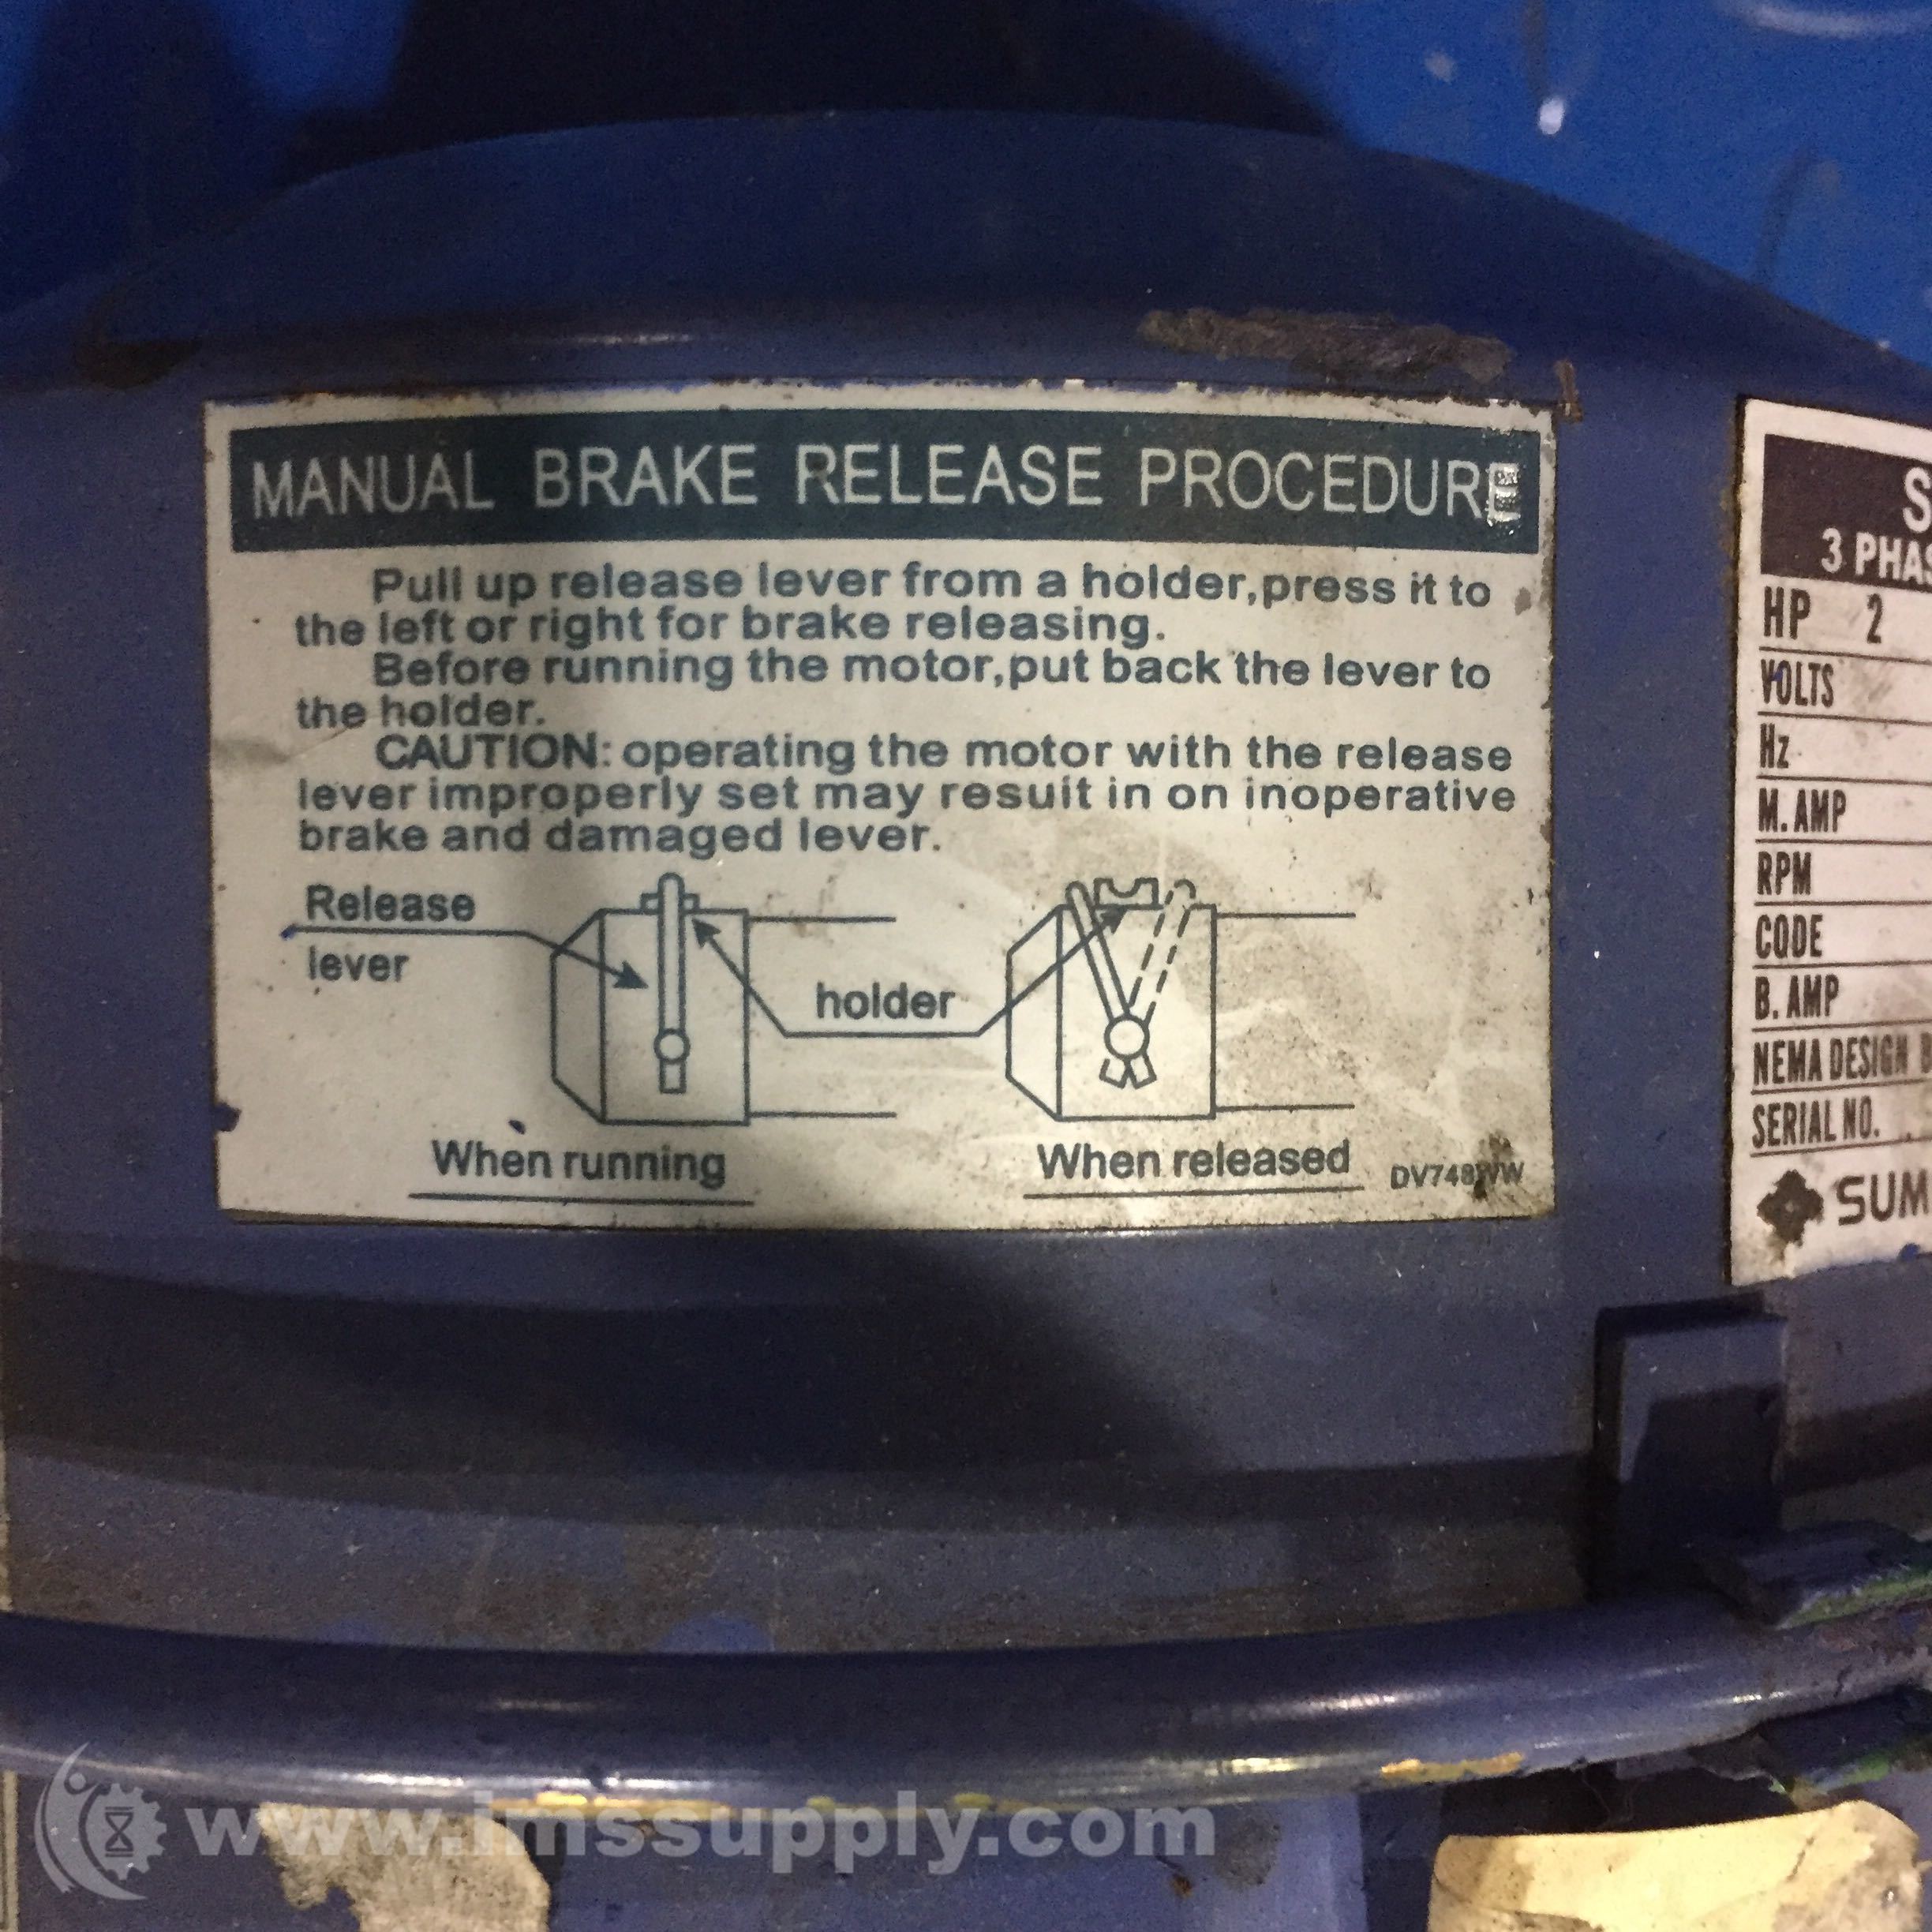 MANUAL BRAKE RELEASE PROCEDURE
Pull up release lever from a holder,press it to
the left or right for brake releasing.
Before running the motor,put back the lever to
the holder.
CAUTION: operating the motor with the release
lever improperly set may resuit in on inoperative
brake and damaged lever.
Release
lever
holder
When running
When released
DV748WW
3 PHAS
HP 2
VOLTS
Hz
M. AMP
RPM
CODE
B. AMP
NEMA DESIGN B
SERIAL NO.
SUM
www.imssupply.com